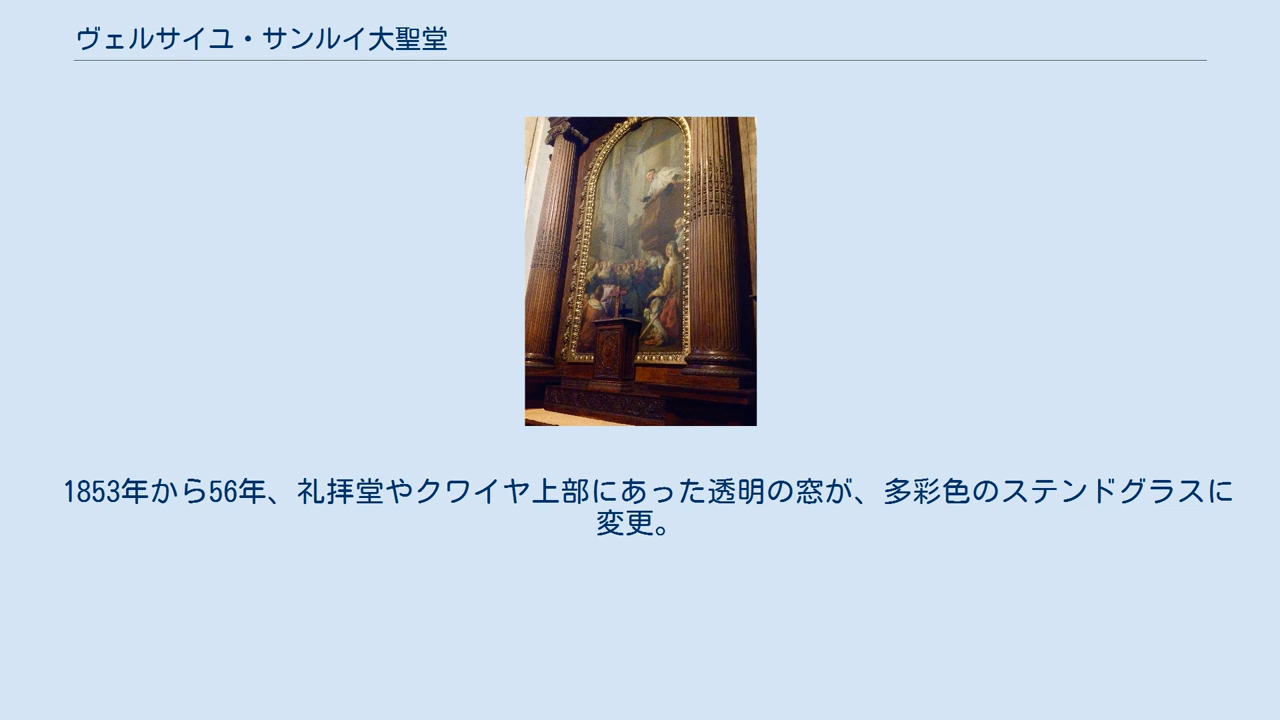 ヴェルサイユ・サンルイ大聖堂
1853年から56年、礼拝堂やクワイヤ上部にあった透明の窓が、多彩色のステンドグラスに
変更。